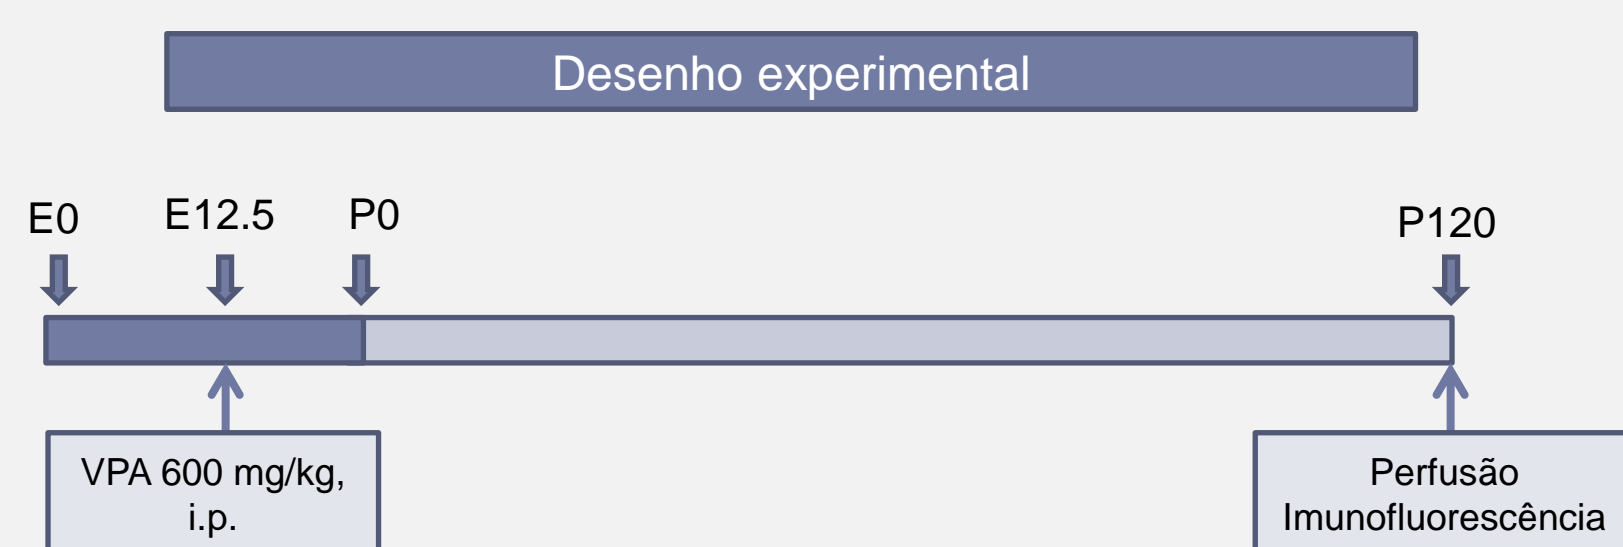 Desenho experimental
E0
E12.5
P0
P120
VPA 600 mg/kg,
i.p.
Perfusão
Imunofluorescência